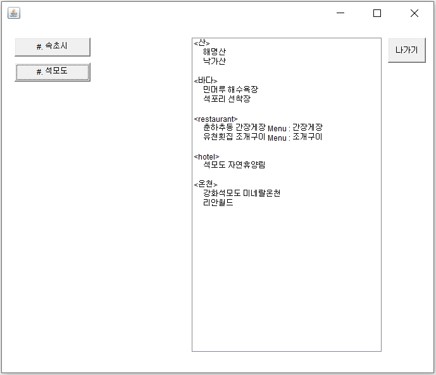 #. 속초시
#. 석모도
나가기
<산>
해명산
낙가산
<바다>
민머루 해수욕장
석포리 선착장
<restaurant>
춘하추동 간장게장 Menu : 간장게장
유천횟집 조개구이 Menu : 조개구이
<hotel>
석모도 자연휴양림
<온천>
강화석모도 미네랄온천
리안월드